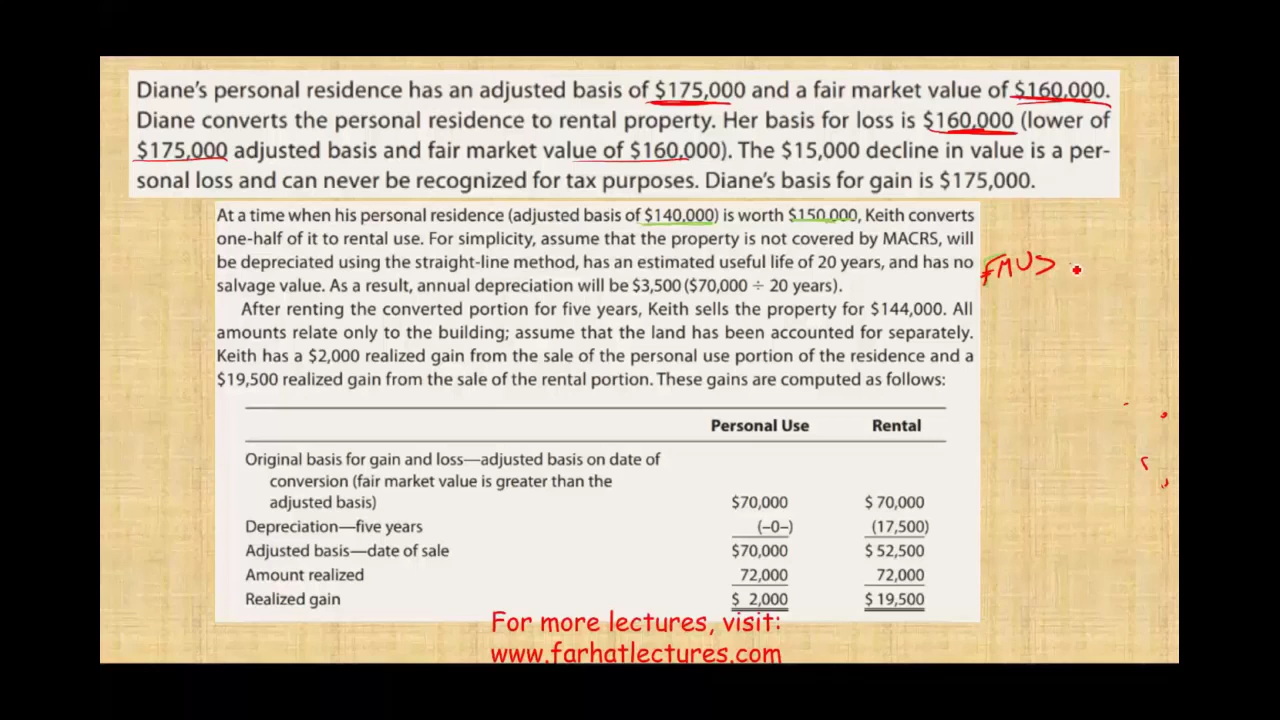 Diane's personal residence has an adjusted basis of $175,000 and a fair market value of $160,000.
Diane converts the personal residence to rental property. Her basis for loss is $160,000 (lower of
$175,000 adjusted basis and fair market value of $160,000). The $15,000 decline in value is a per-
sonal loss and can never be recognized for tax purposes. Diane's basis for gain is $175,000.
At a time when his personal residence (adjusted basis of $140,000) is worth $150,000, Keith converts
one-half of it to rental use. For simplicity, assume that the property is not covered by MACRS, will
be depreciated using the straight-line method, has an estimated useful life of 20 years, and has no
salvage value. As a result, annual depreciation will be $3,500 ($70,000 ÷ 20 years).
After renting the converted portion for five years, Keith sells the property for $144,000. All
amounts relate only to the building; assume that the land has been accounted for separately.
Keith has a $2,000 realized gain from the sale of the personal use portion of the residence and a
$19,500 realized gain from the sale of the rental portion. These gains are computed as follows:
Personal Use Rental
Original basis for gain and loss—adjusted basis on date of
conversion (fair market value is greater than the
adjusted basis) $70,000 $ 70,000
Depreciation—five years (–0–) (17,500)
Adjusted basis—date of sale $70,000 $ 52,500
Amount realized 72,000 72,000
Realized gain $ 2,000 $ 19,500
FMV>
For more lectures, visit:
www.farhatlectures.com